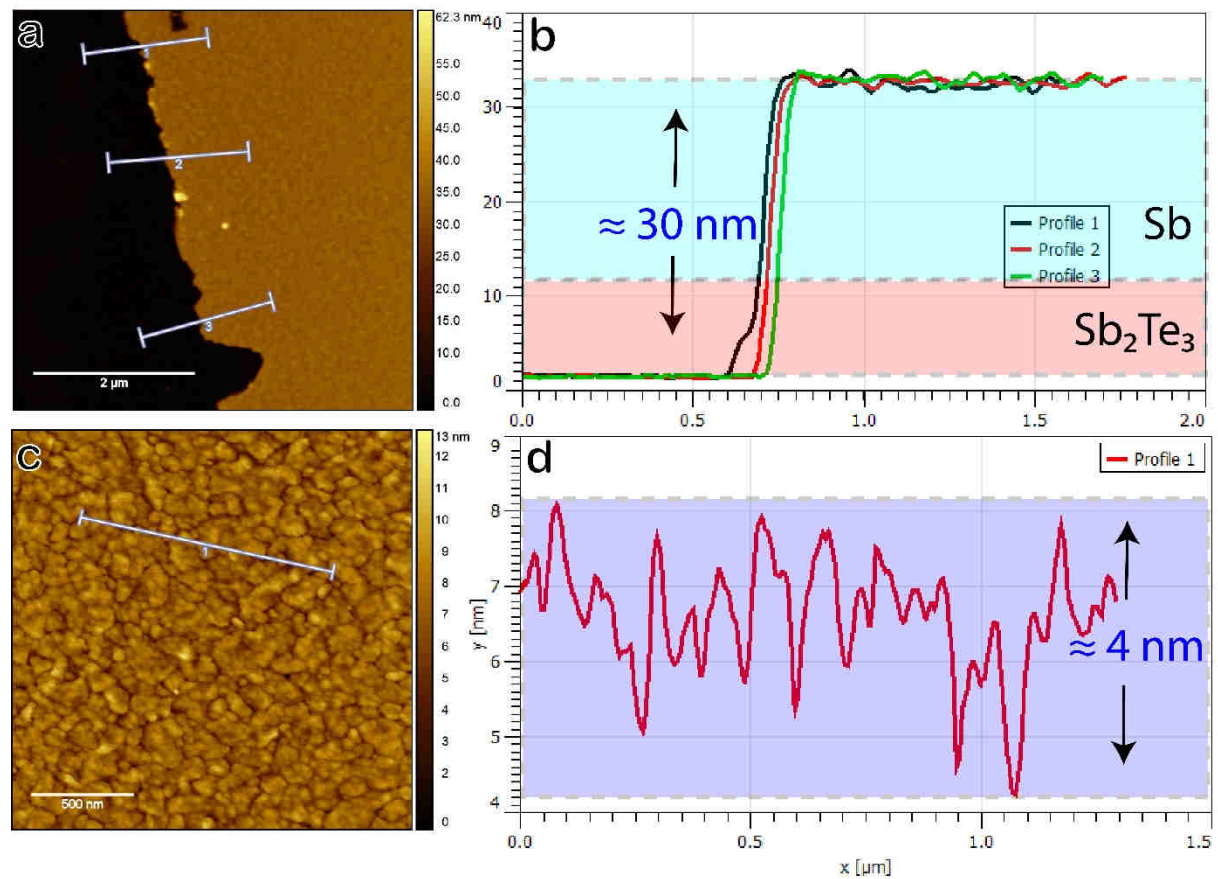 a
1
2
3
2 µm
62.3 nm
55.0
50.0
45.0
40.0
35.0
30.0
25.0
20.0
15.0
10.0
0.0
b
40
30
20
10
0
≈ 30 nm
Profile 1
Profile 2
Profile 3
Sb
Sb₂Te₃
0.0 0.5 1.0 1.5 2.0
c
1
500 nm
13 nm
12
11
10
9
8
7
6
5
4
3
2
1
0
d
Profile 1
9
8
7
6
5
4
y [nm]
≈ 4 nm
0.0 0.5 1.0 1.5
x [µm]